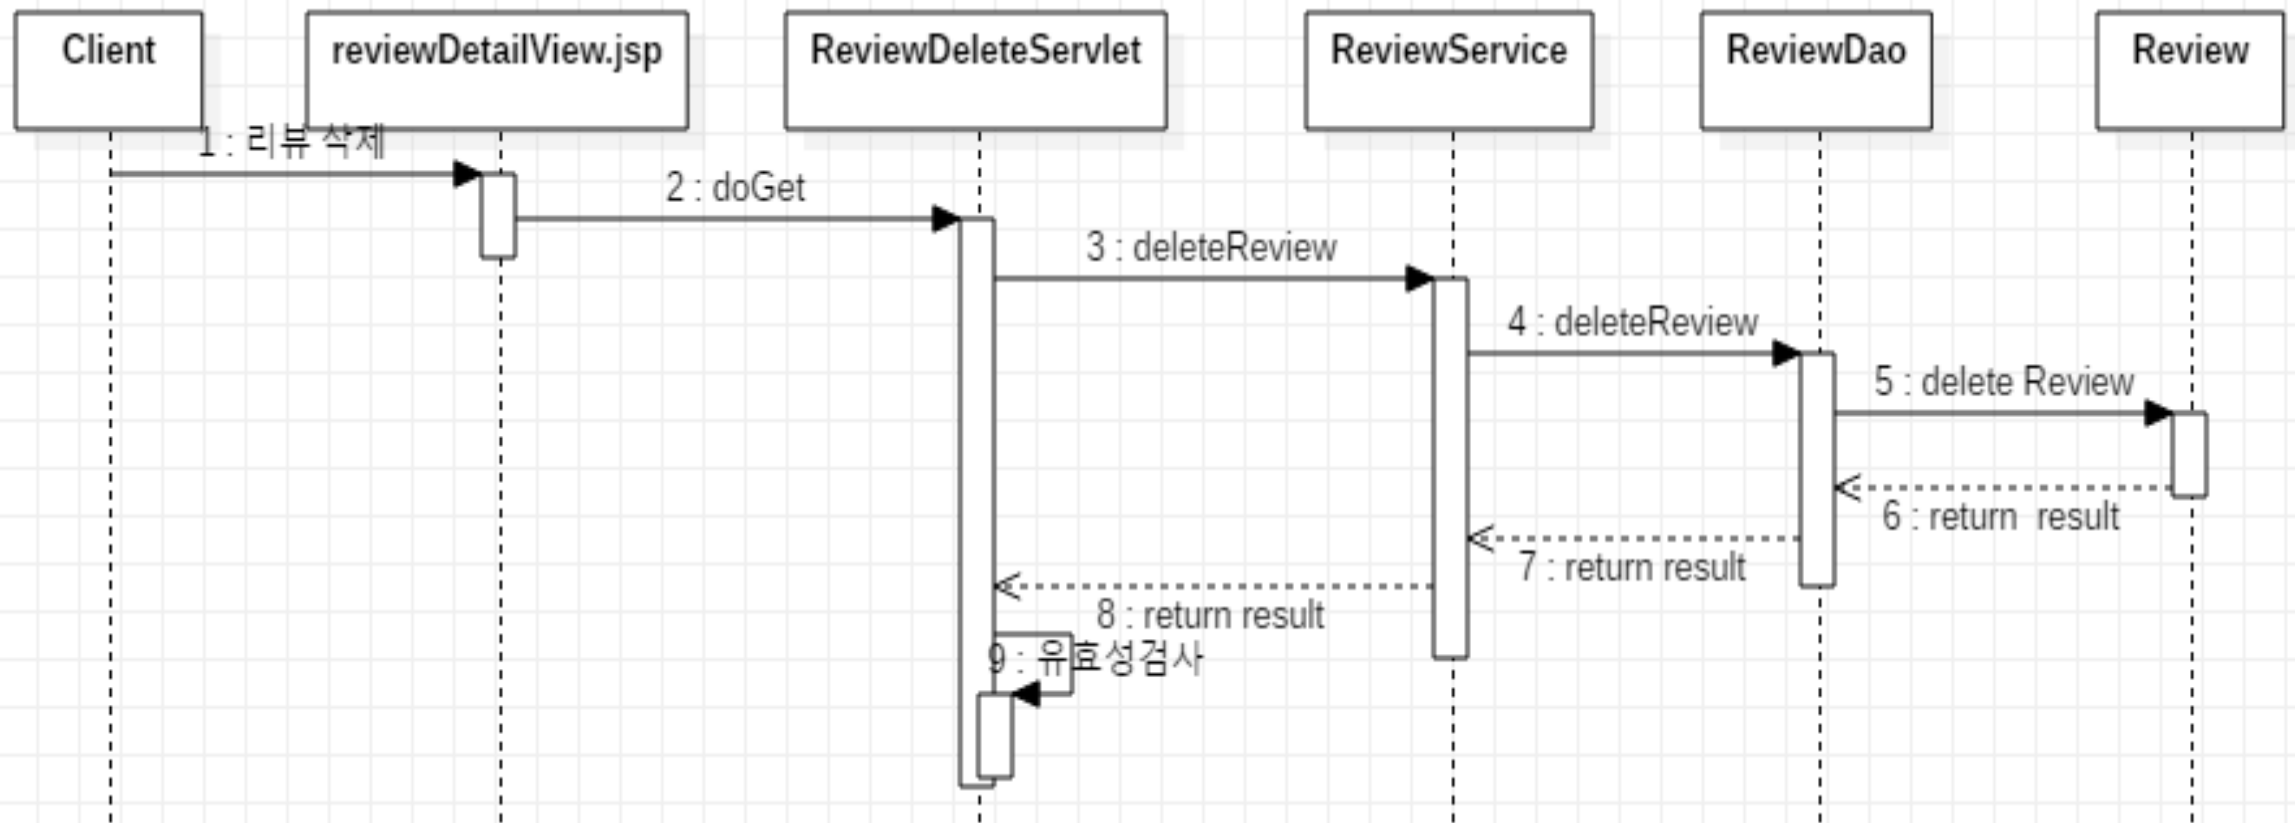 Client
reviewDetailView.jsp
ReviewDeleteServlet
ReviewService
ReviewDao
Review
1 : 리뷰 삭제
2 : doGet
3 : deleteReview
4 : deleteReview
5 : delete Review
6 : return  result
7 : return result
8 : return result
9 : 유효성검사